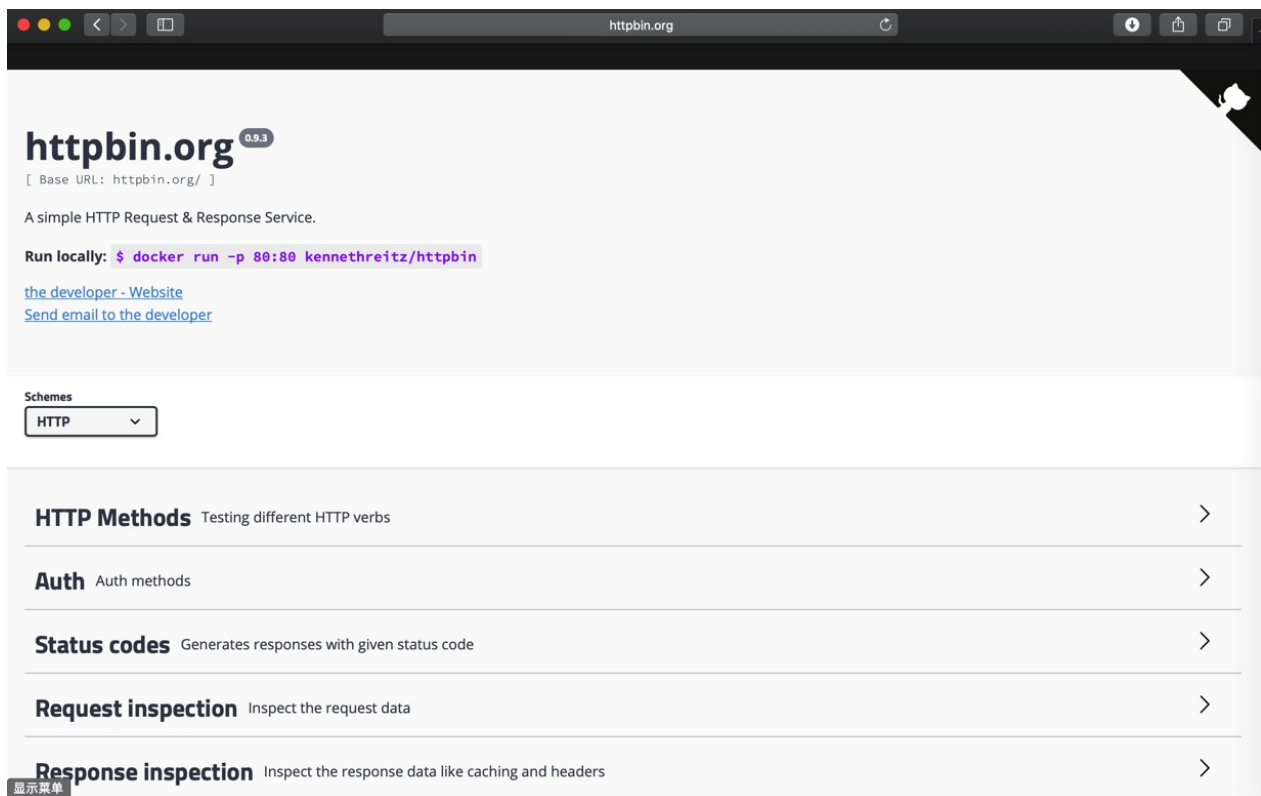 httpbin.org
httpbin.org 0.9.3
[ Base URL: httpbin.org/ ]
A simple HTTP Request & Response Service.
Run locally: $ docker run -p 80:80 kennethreitz/httpbin
the developer - Website
Send email to the developer
Schemes
HTTP
HTTP Methods Testing different HTTP verbs
Auth Auth methods
Status codes Generates responses with given status code
Request inspection Inspect the request data
Response inspection Inspect the response data like caching and headers
显示菜单